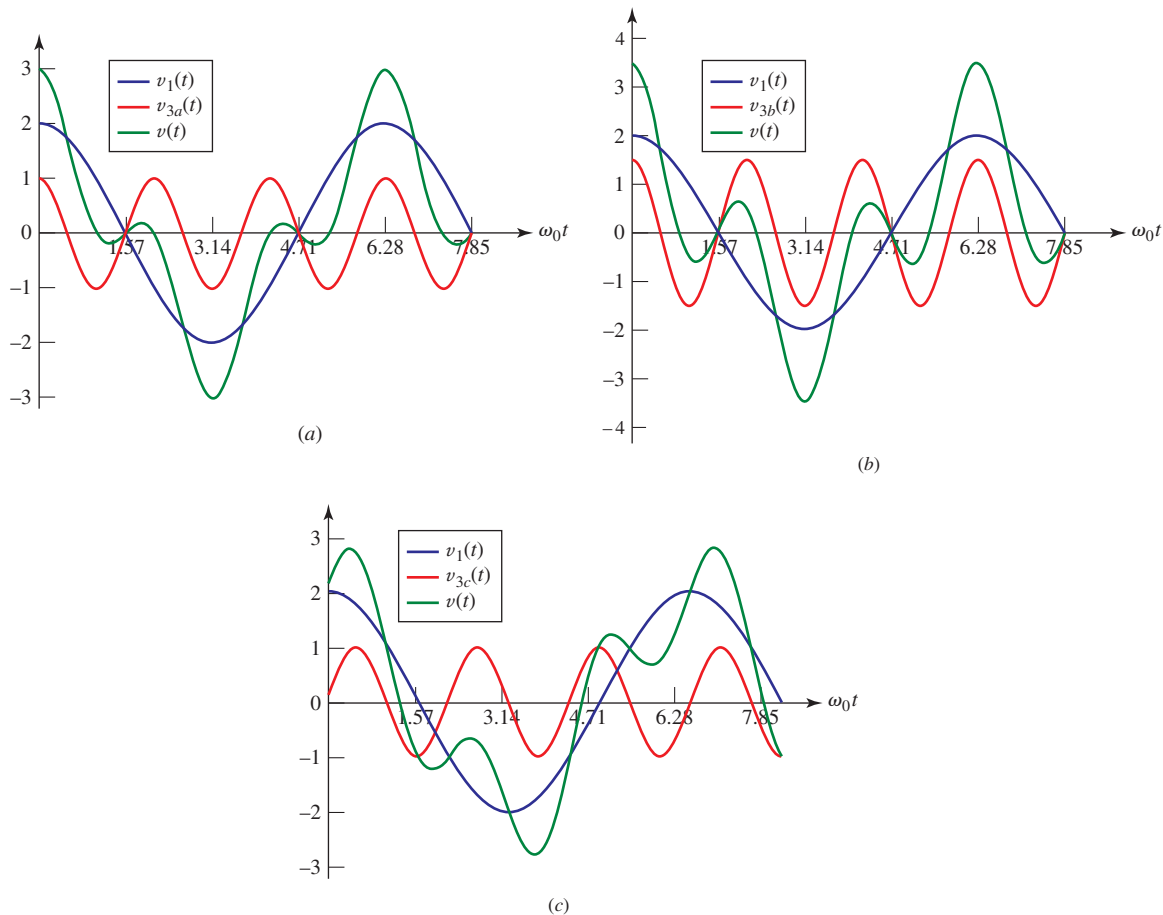 3
2
1
0
–1
–2
–3
v1(t)
v3a(t)
v(t)
1.57
3.14
4.71
6.28
7.85
ω0t
(a)
4
3
2
1
0
–1
–2
–3
–4
v1(t)
v3b(t)
v(t)
1.57
3.14
4.71
6.28
7.85
ω0t
(b)
3
2
1
0
–1
–2
–3
v1(t)
v3c(t)
v(t)
1.57
3.14
4.71
6.28
7.85
ω0t
(c)